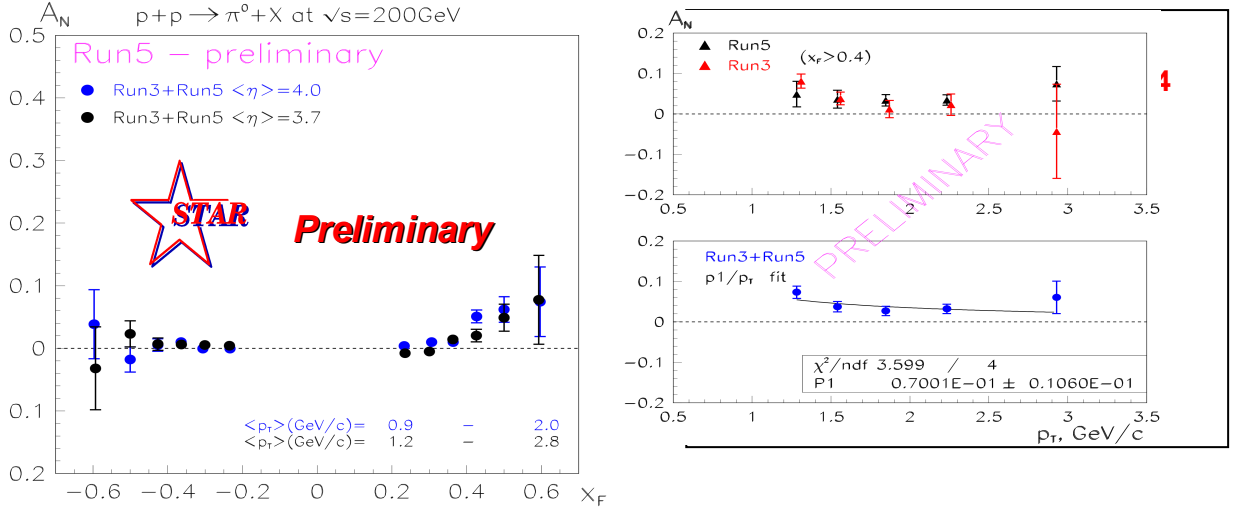 A_N p+p → π⁰+X at √s=200GeV
Run5 – preliminary
Run3+Run5 <η>=4.0
Run3+Run5 <η>=3.7
STAR
Preliminary
0.5
0.4
0.3
0.2
0.1
0
0.1
0.2
<p_T>(GeV/c)= 0.9 – 2.0
<p_T>(GeV/c)= 1.2 – 2.8
−0.6 −0.4 −0.2 0 0.2 0.4 0.6 x_F
A_N
Run5
Run3
(x_F>0.4)
0.2
0.1
0
−0.1
−0.2
0.5 1 1.5 2 2.5 3 3.5
PRELIMINARY
Run3+Run5
p1/p_T fit
0.2
0.1
0
−0.1
−0.2
χ²/ndf 3.599 / 4
P1 0.7001E−01 ± 0.1060E−01
0.5 1 1.5 2 2.5 3 3.5
p_T, GeV/c